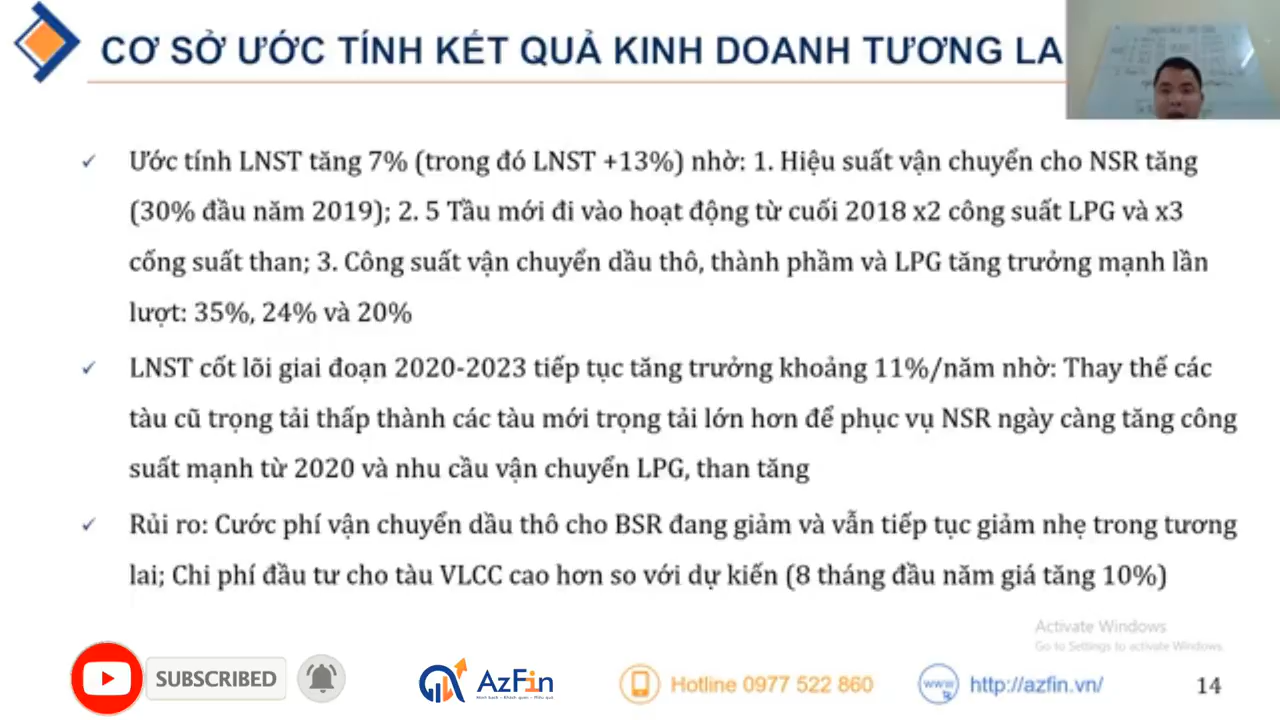 CƠ SỞ ƯỚC TÍNH KẾT QUẢ KINH DOANH TƯƠNG LA
✓ Ước tính LNST tăng 7% (trong đó LNST +13%) nhờ: 1. Hiệu suất vận chuyển cho NSR tăng
(30% đầu năm 2019); 2. 5 Tầu mới đi vào hoạt động từ cuối 2018 x2 công suất LPG và x3
cống suất than; 3. Công suất vận chuyển dầu thô, thành phầm và LPG tăng trưởng mạnh lần
lượt: 35%, 24% và 20%
✓ LNST cốt lõi giai đoạn 2020-2023 tiếp tục tăng trưởng khoảng 11%/năm nhờ: Thay thế các
tàu cũ trọng tải thấp thành các tàu mới trọng tải lớn hơn để phục vụ NSR ngày càng tăng công
suất mạnh từ 2020 và nhu cầu vận chuyển LPG, than tăng
✓ Rủi ro: Cước phí vận chuyển dầu thô cho BSR đang giảm và vẫn tiếp tục giảm nhẹ trong tương
lai; Chi phí đầu tư cho tàu VLCC cao hơn so với dự kiến (8 tháng đầu năm giá tăng 10%)
Activate Windows
Go to Settings to activate Windows.
SUBSCRIBED
AzFin
Hotline 0977 522 860
www
http://azfin.vn/
14